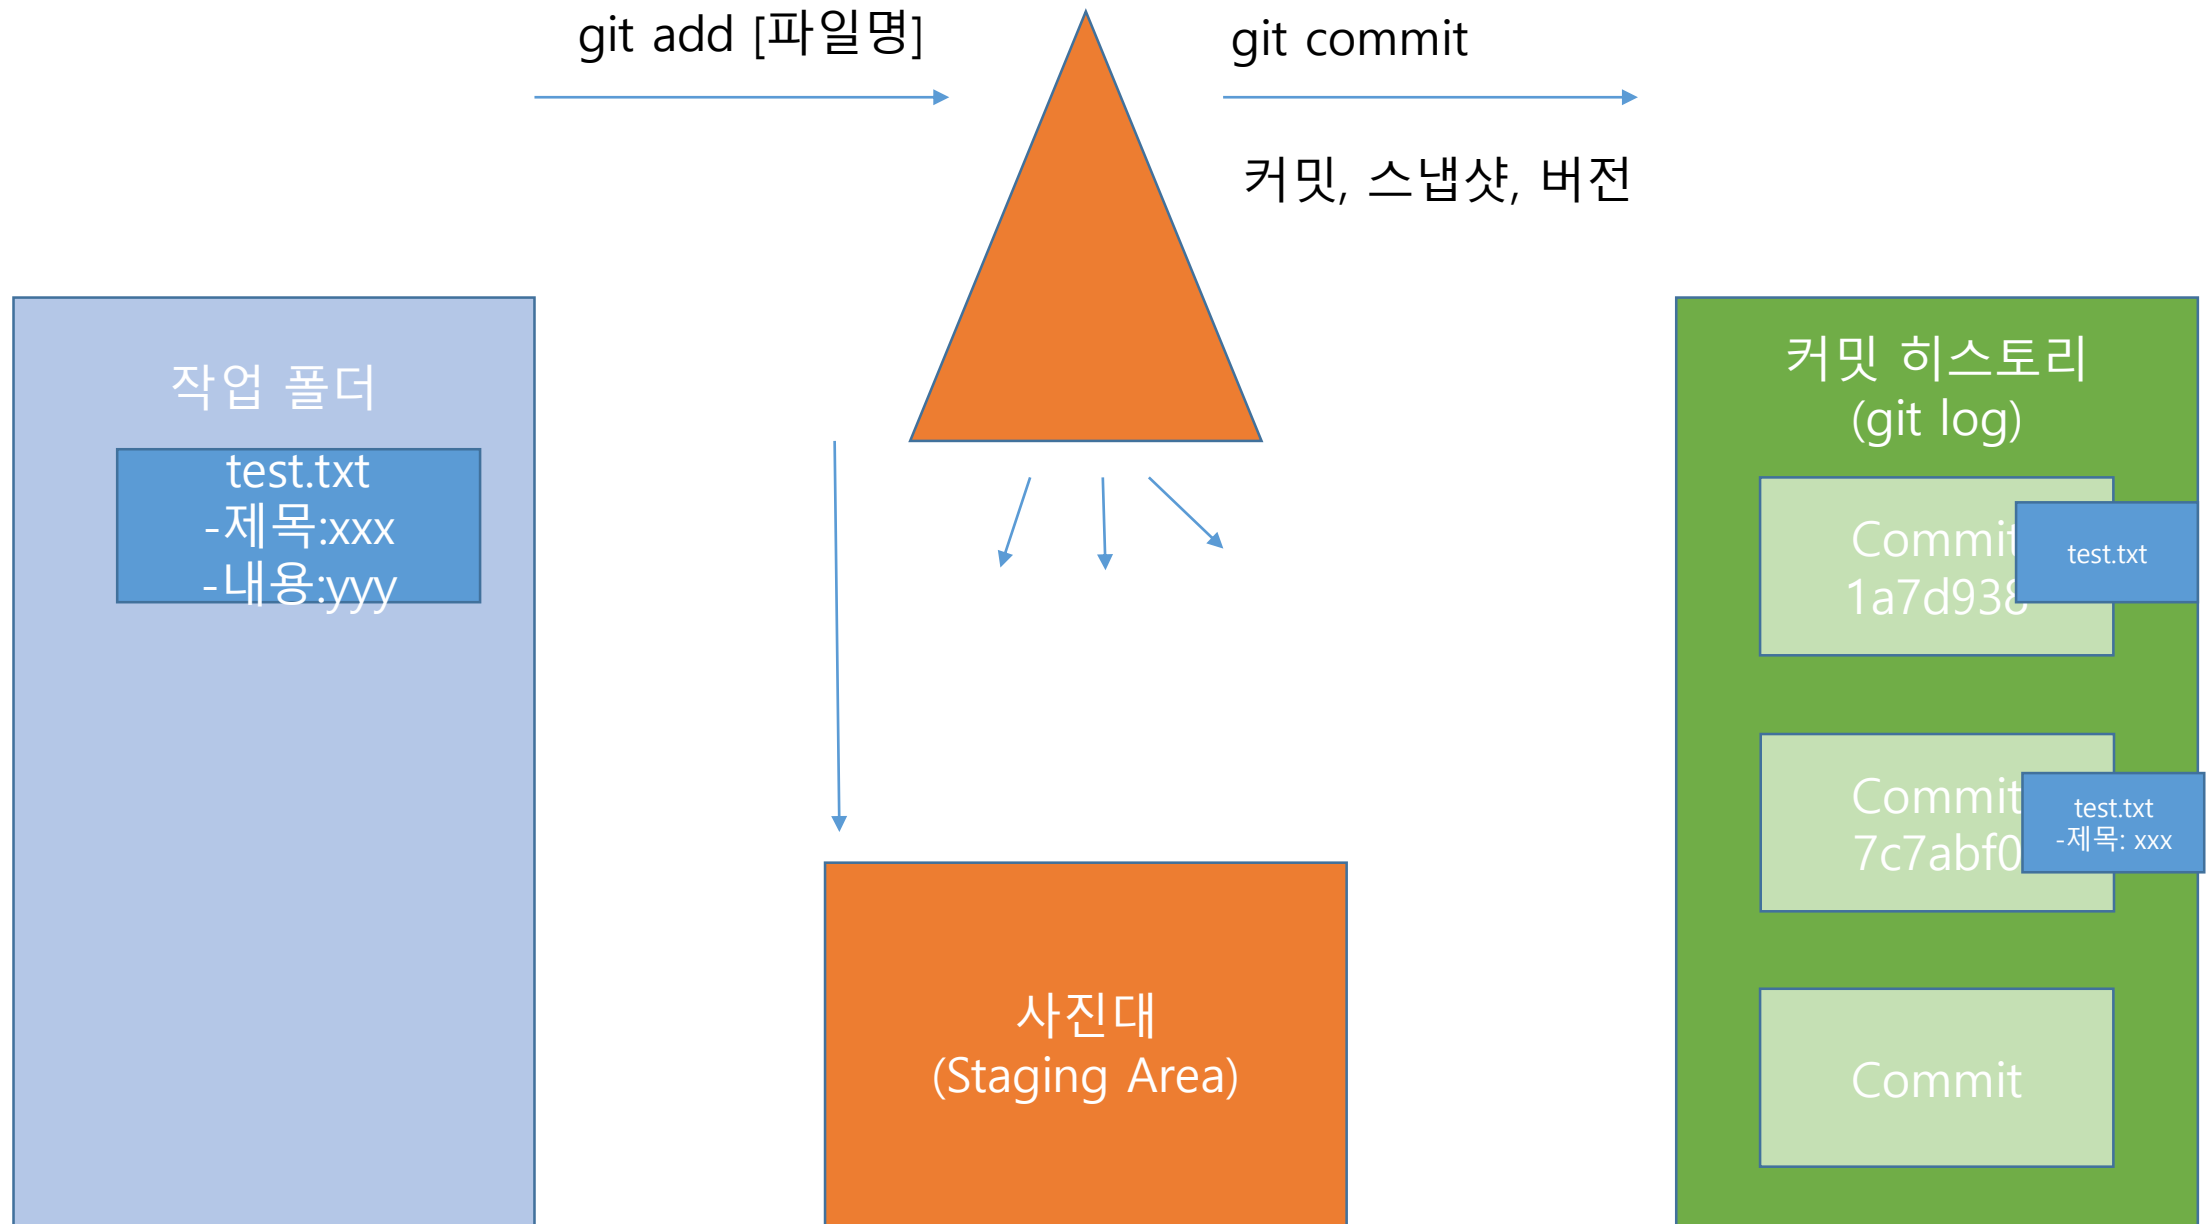 git add [파일명]
git commit
커밋, 스냅샷, 버전
작업 폴더
test.txt
-제목:xxx
-내용:yyy
사진대
(Staging Area)
커밋 히스토리
(git log)
Commit
1a7d938
test.txt
Commit
7c7abf0
test.txt
-제목: xxx
Commit